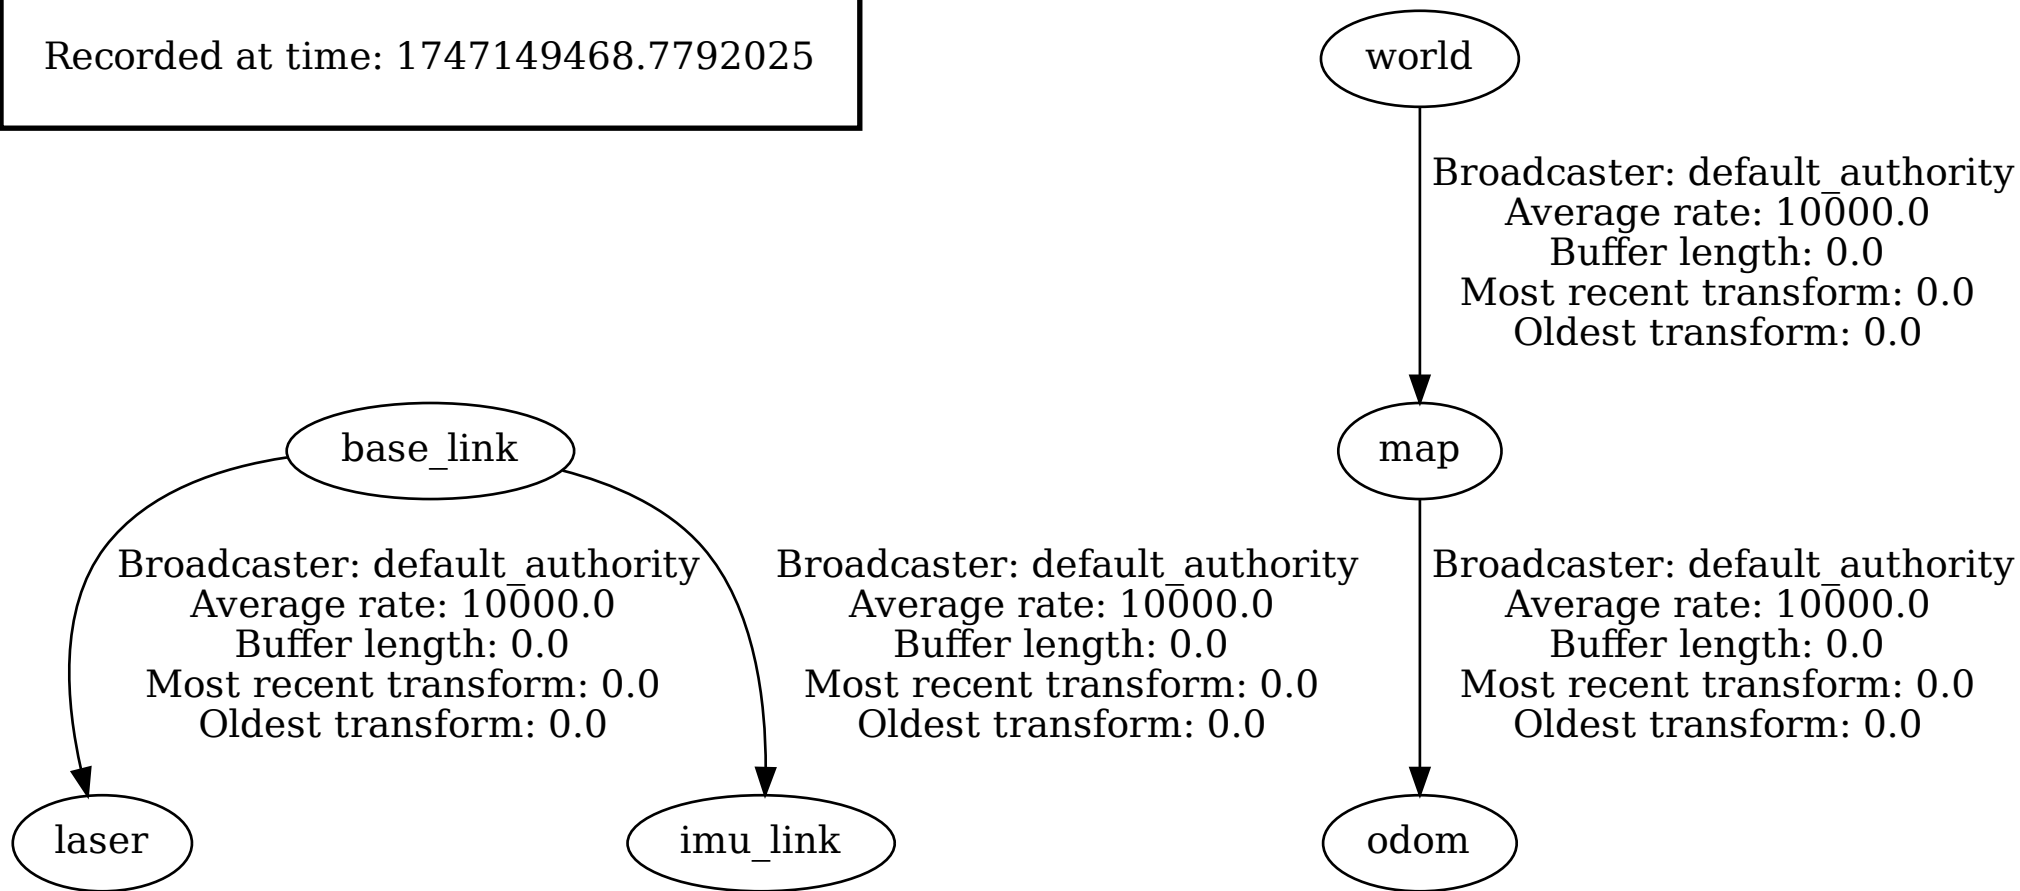 Recorded at time: 1747149468.7792025
world
Broadcaster: default_authority
Average rate: 10000.0
Buffer length: 0.0
Most recent transform: 0.0
Oldest transform: 0.0
base_link
map
Broadcaster: default_authority
Average rate: 10000.0
Buffer length: 0.0
Most recent transform: 0.0
Oldest transform: 0.0
Broadcaster: default_authority
Average rate: 10000.0
Buffer length: 0.0
Most recent transform: 0.0
Oldest transform: 0.0
Broadcaster: default_authority
Average rate: 10000.0
Buffer length: 0.0
Most recent transform: 0.0
Oldest transform: 0.0
laser
imu_link
odom